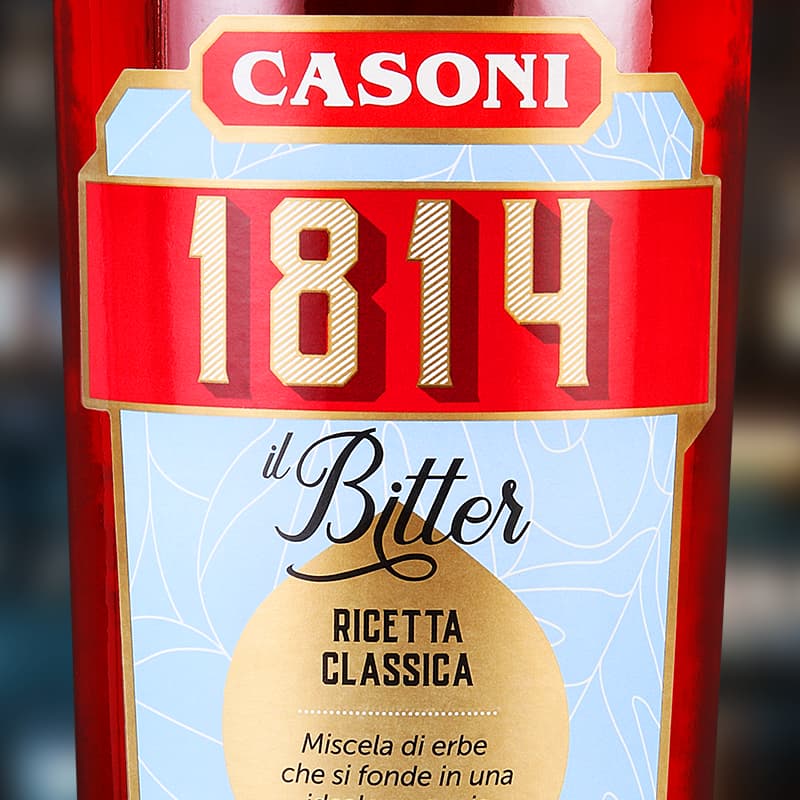 CASONI
1814
il Bitter
RICETTA
CLASSICA
Miscela di erbe
che si fonde in una